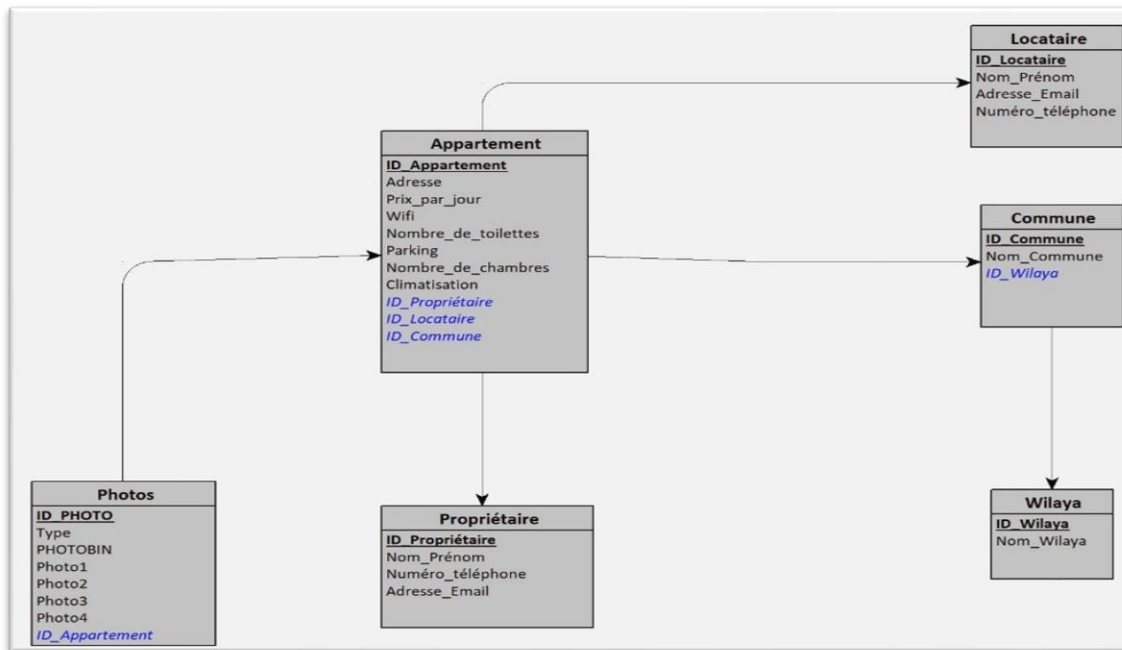 Locataire
ID_Locataire
Nom_Prénom
Adresse_Email
Numéro_téléphone
Appartement
ID_Appartement
Adresse
Prix_par_jour
Wifi
Nombre_de_toilettes
Parking
Nombre_de_chambres
Climatisation
ID_Propriétaire
ID_Locataire
ID_Commune
Commune
ID_Commune
Nom_Commune
ID_Wilaya
Photos
ID_PHOTO
Type
PHOTOBIN
Photo1
Photo2
Photo3
Photo4
ID_Appartement
Propriétaire
ID_Propriétaire
Nom_Prénom
Numéro_téléphone
Adresse_Email
Wilaya
ID_Wilaya
Nom_Wilaya